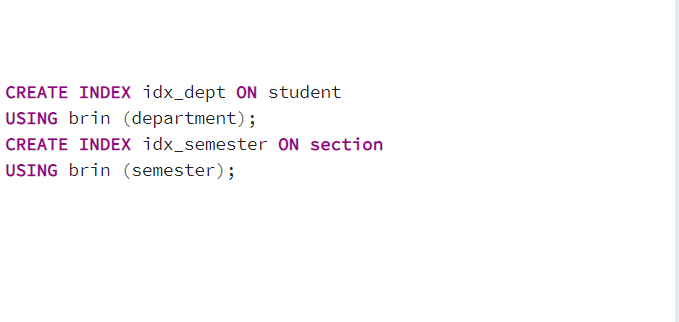 CREATE INDEX idx_dept ON student
USING brin (department);
CREATE INDEX idx_semester ON section
USING brin (semester);